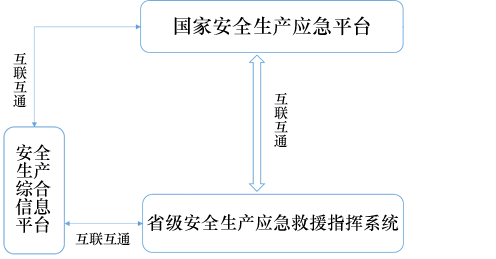 国家安全生产应急平台
互联互通
互联互通
安全
生产
综合
信息
平台
省级安全生产应急救援指挥系统
互联互通